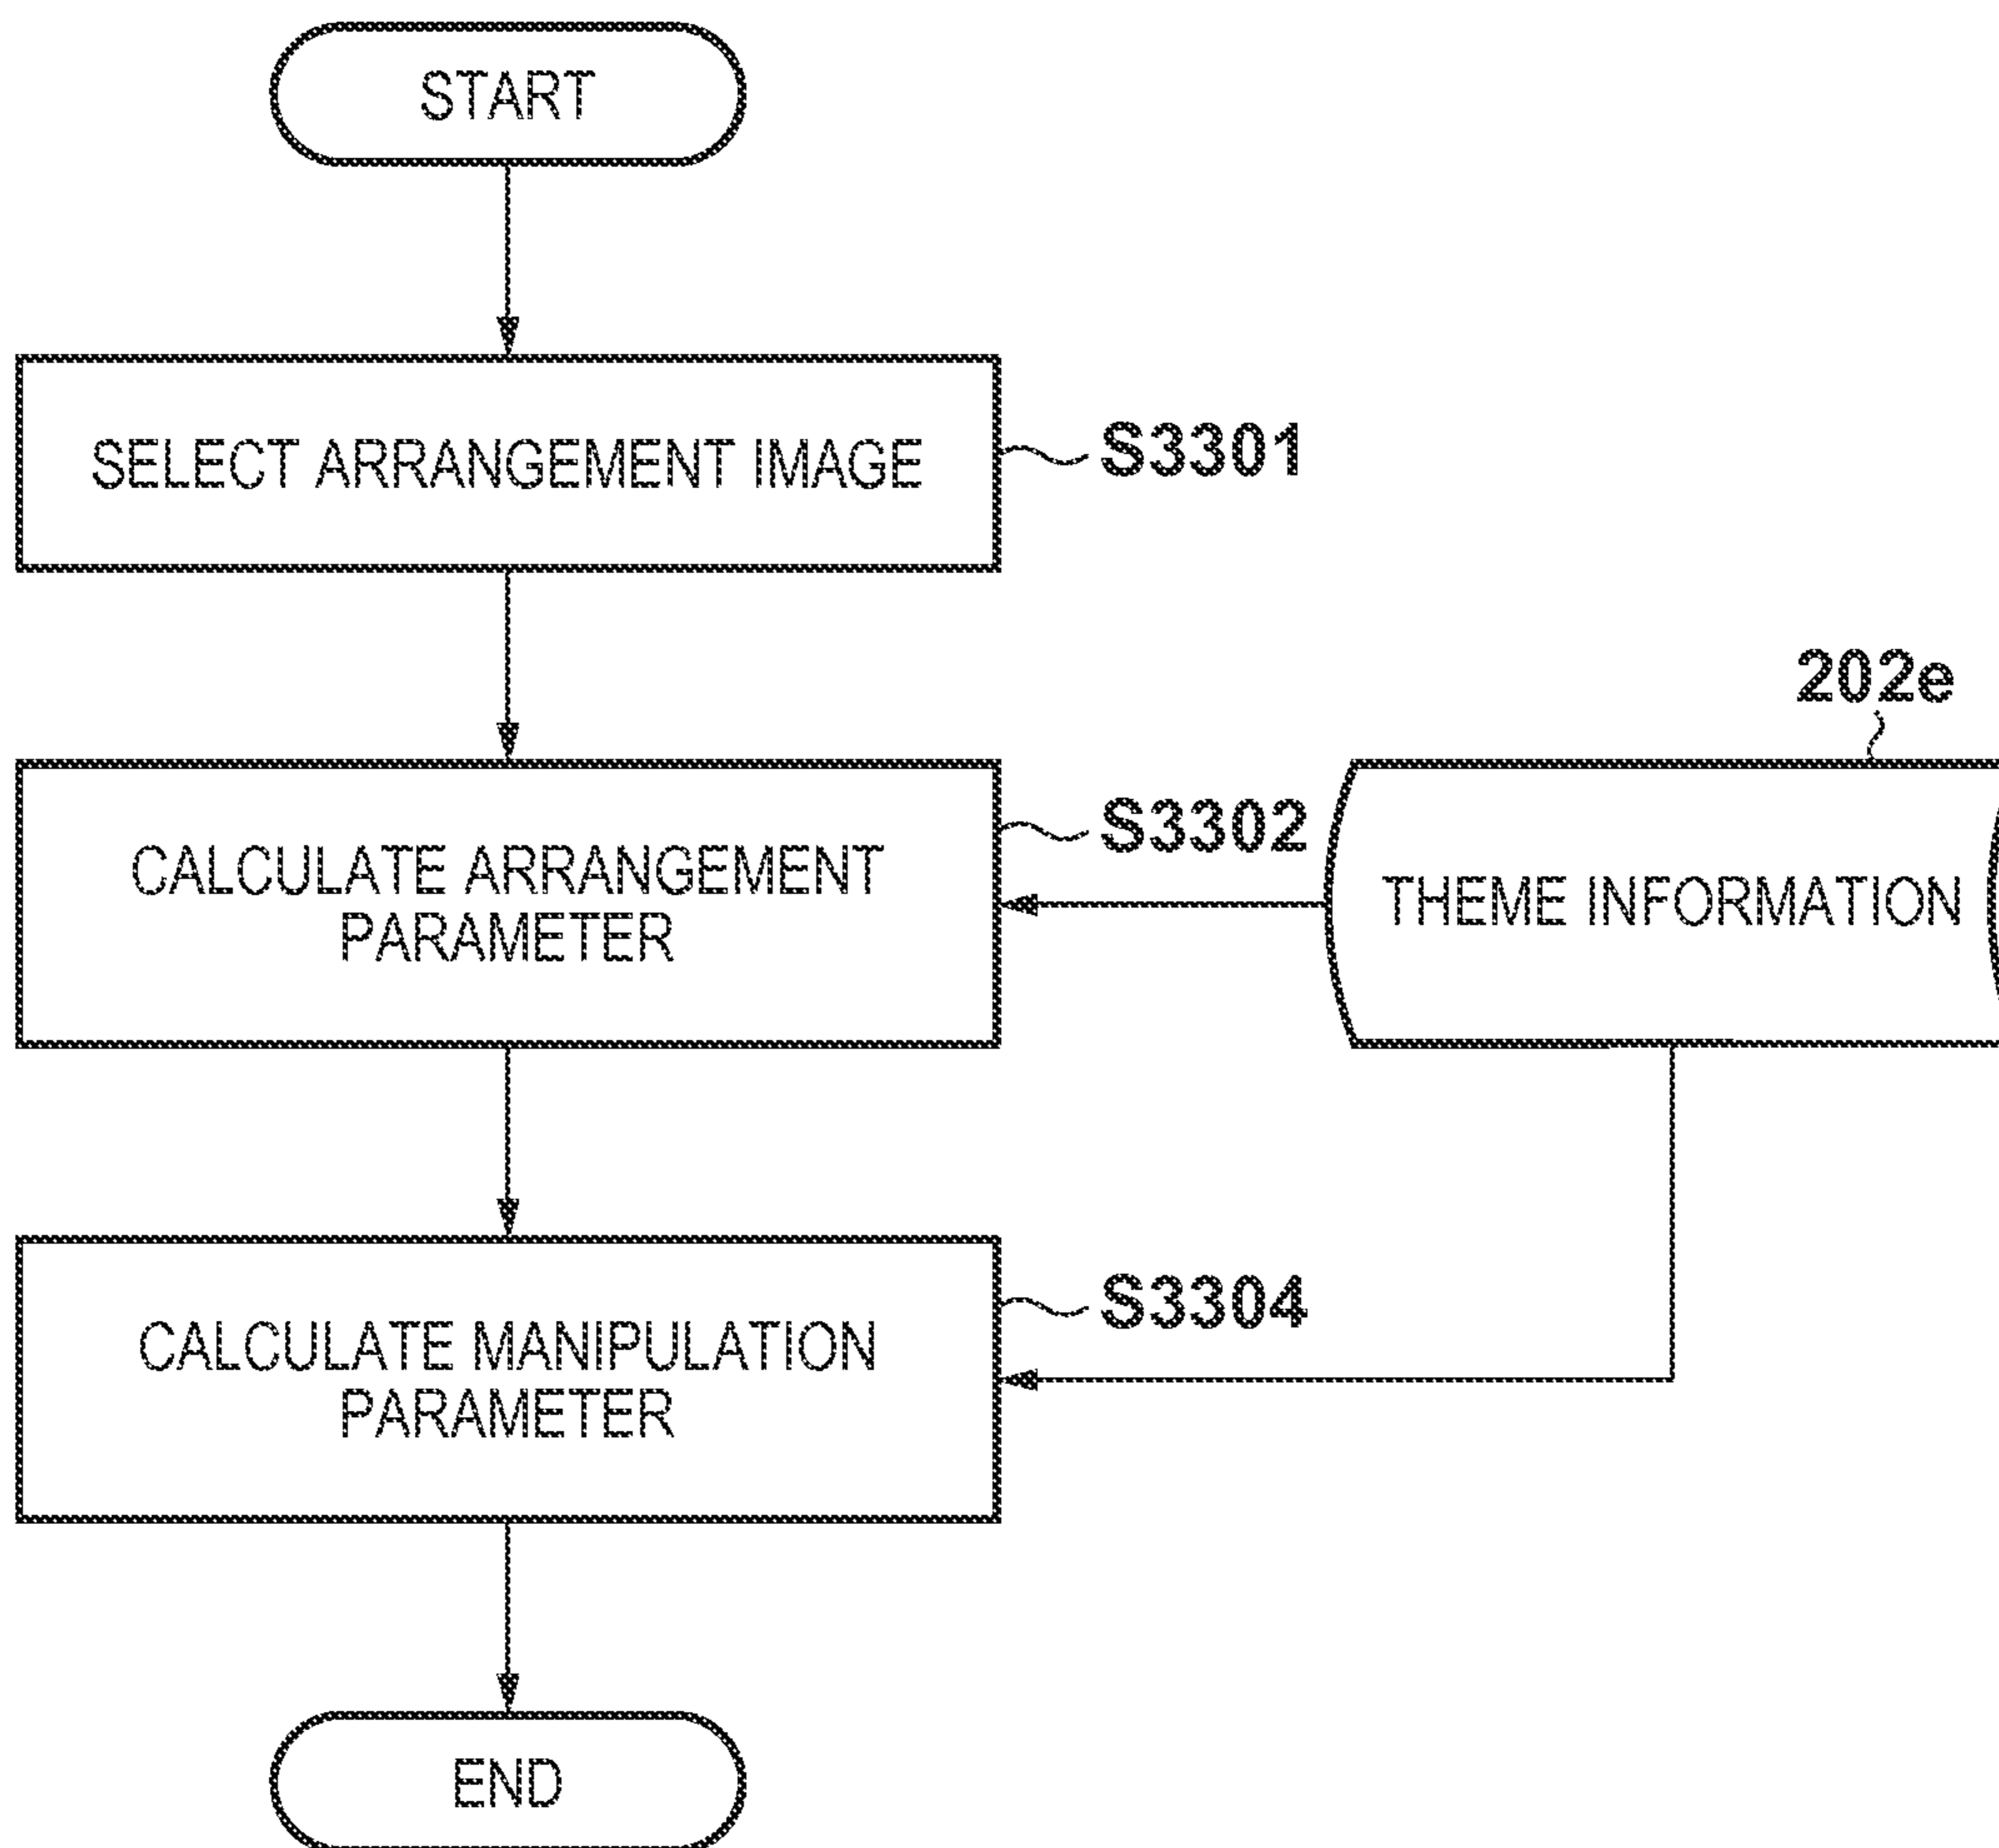 START
SELECT ARRANGEMENT IMAGE
S3301
202e
CALCULATE ARRANGEMENT
PARAMETER
S3302
THEME INFORMATION
CALCULATE MANIPULATION
PARAMETER
S3304
END